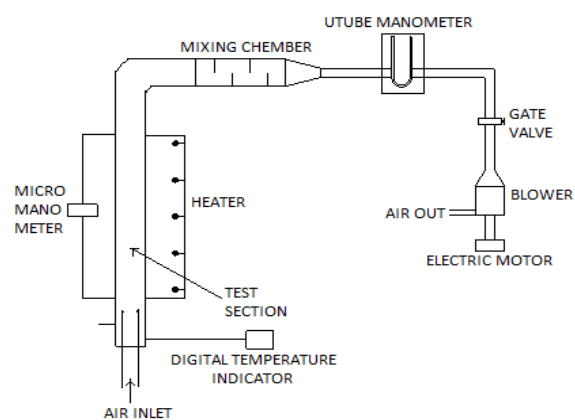 MIXING CHEMBER
UTUBE MANOMETER
GATE
VALVE
MICRO
MANO
METER
HEATER
AIR OUT
BLOWER
ELECTRIC MOTOR
TEST
SECTION
DIGITAL TEMPERATURE
INDICATOR
AIR INLET